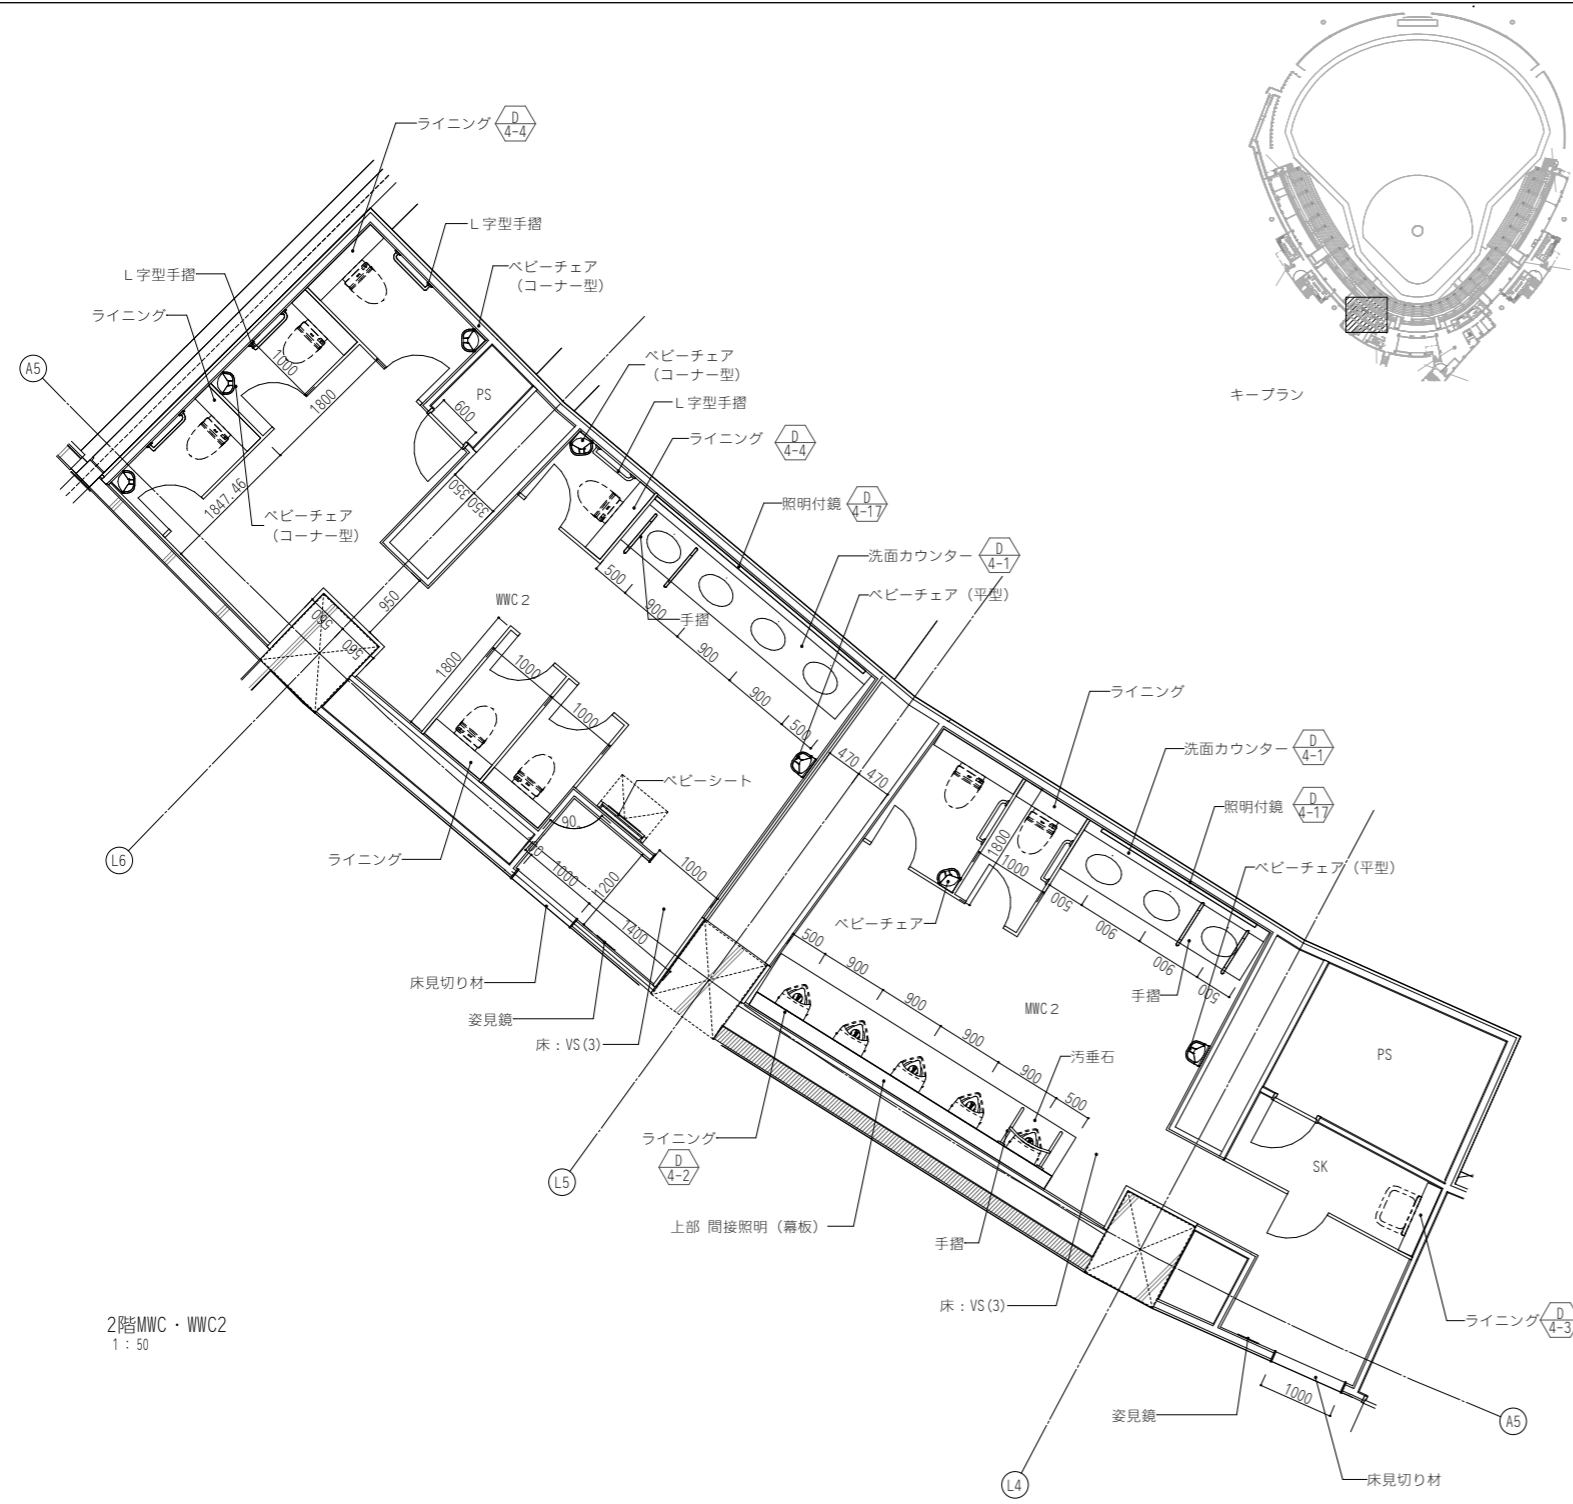 ライニング
D
4-4
L字型手摺
ベビーチェア
（コーナー型）
L字型手摺
ライニング
A5
1000
1800
PS
600
ベビーチェア
（コーナー型）
L字型手摺
ライニング
D
4-4
キープラン
1847.46
ベビーチェア
（コーナー型）
350
350
照明付鏡
D
4-17
洗面カウンター
D
4-1
ベビーチェア（平型）
WWC2
手摺
500
900
900
900
500
950
560
560
1800
1000
1000
470
470
ベビーシート
ライニング
90
1000
1200
1000
1400
L6
床見切り材
姿見鏡
床：VS(3)
ライニング
洗面カウンター
D
4-1
照明付鏡
D
4-17
ベビーチェア（平型）
1800
1000
500
900
900
500
ベビーチェア
手摺
500
900
900
900
900
500
MWC2
汚垂石
PS
SK
ライニング
D
4-2
L5
上部 間接照明（幕板）
手摺
床：VS(3)
ライニング
D
4-3
2階MWC・WWC2
1：50
姿見鏡
1000
A5
床見切り材
L4